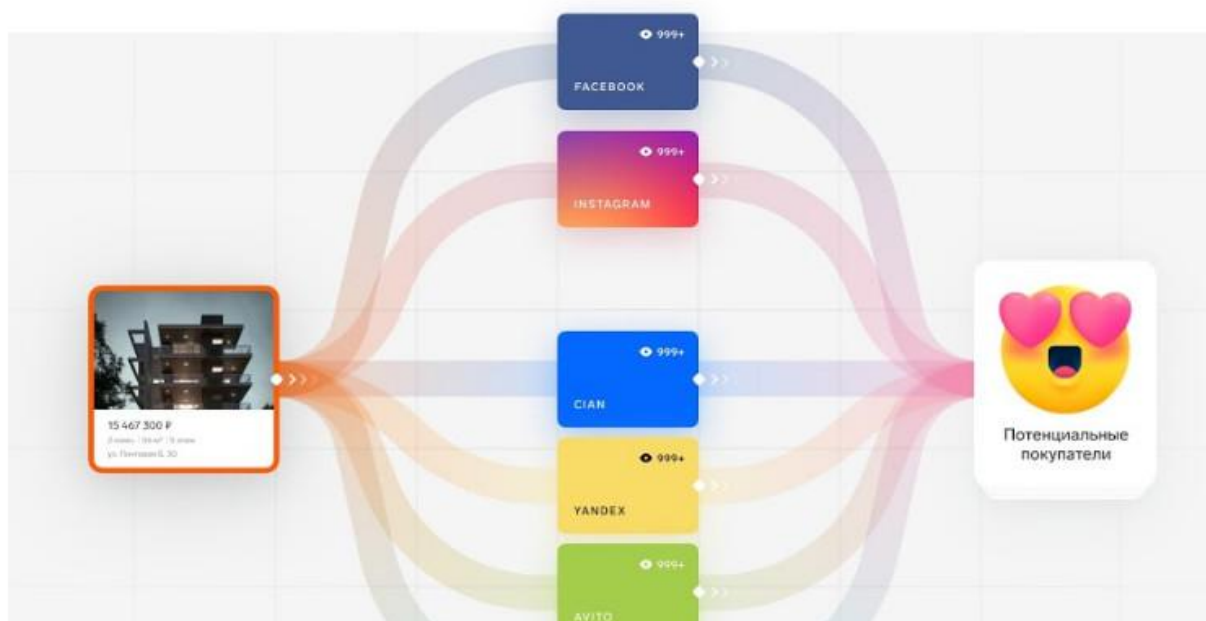 999+
FACEBOOK
999+
INSTAGRAM
999+
CIAN
15 467 300 ₽
Потенциальные
покупатели
999+
YANDEX
999+
AVITO